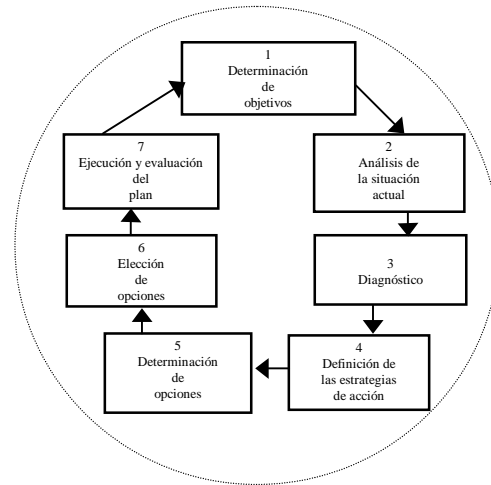 1
Determinación
de
objetivos
2
Análisis de
la situación
actual
3
Diagnóstico
4
Definición de
las estrategias
de acción
5
Determinación
de
opciones
6
Elección
de
opciones
7
Ejecución y evaluación
del
plan